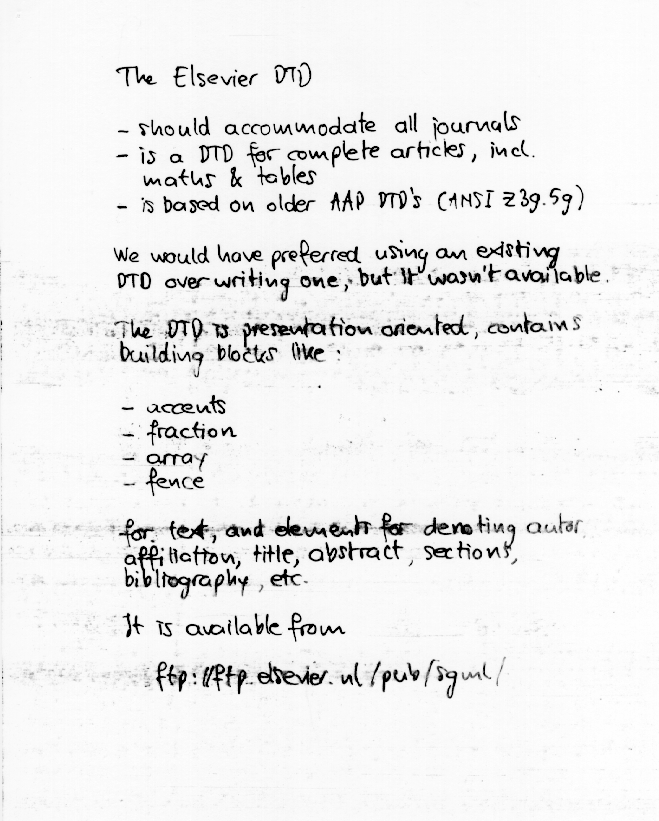 The Elsevier DTD
- should accommodate all journals
- is a DTD for complete articles, incl.
maths & tables
- is based on older AAP DTD's (ANSI Z39.59)
We would have preferred using an existing
DTD over writing one, but it wasn't available.
The DTD is presentation oriented, contains
building blocks like:
- accents
- fraction
- array
- fence
for text, and elements for denoting autor
affiliation, title, abstract, sections,
bibliography, etc.
It is available from
ftp://ftp.elsevier.nl/pub/sgml/